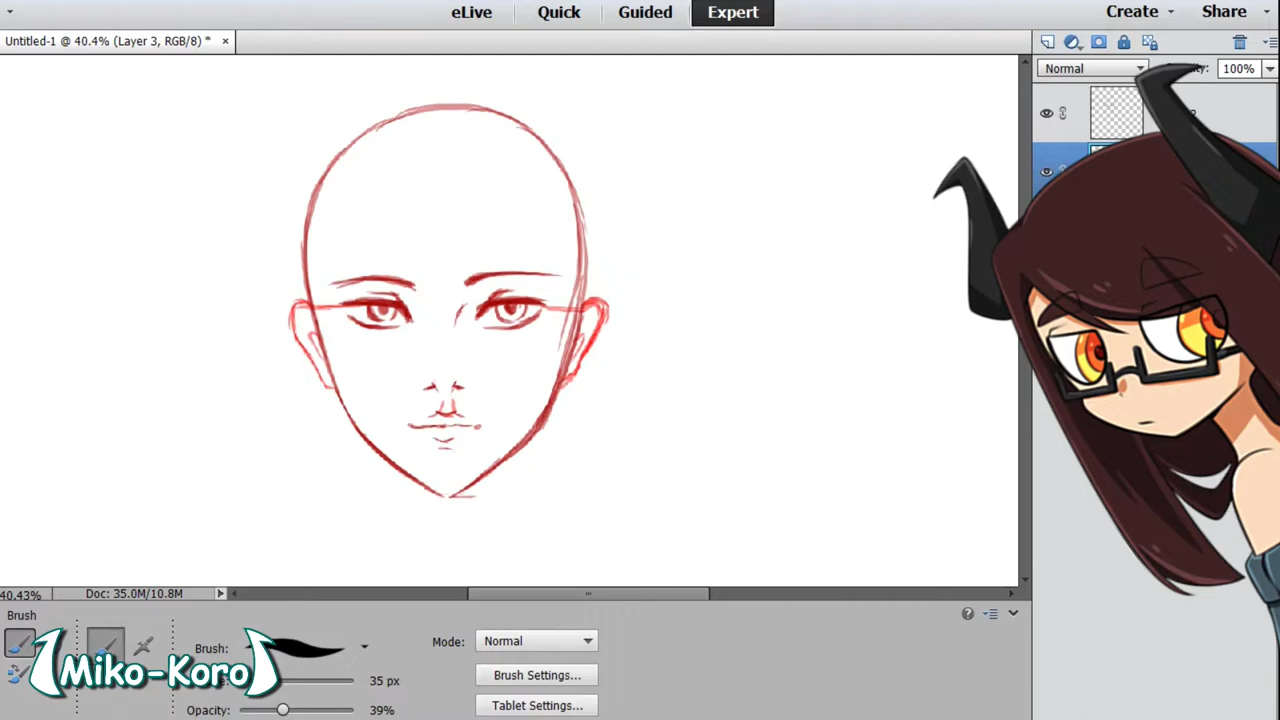 eLive Quick Guided Expert Create Share
Untitled-1 @ 40.4% (Layer 3, RGB/8) * ×
Normal 100%
40.43% Doc: 35.0M/10.8M
Brush
Brush: Mode: Normal
Miko-Koro
35 px Brush Settings...
Opacity: 39% Tablet Settings...